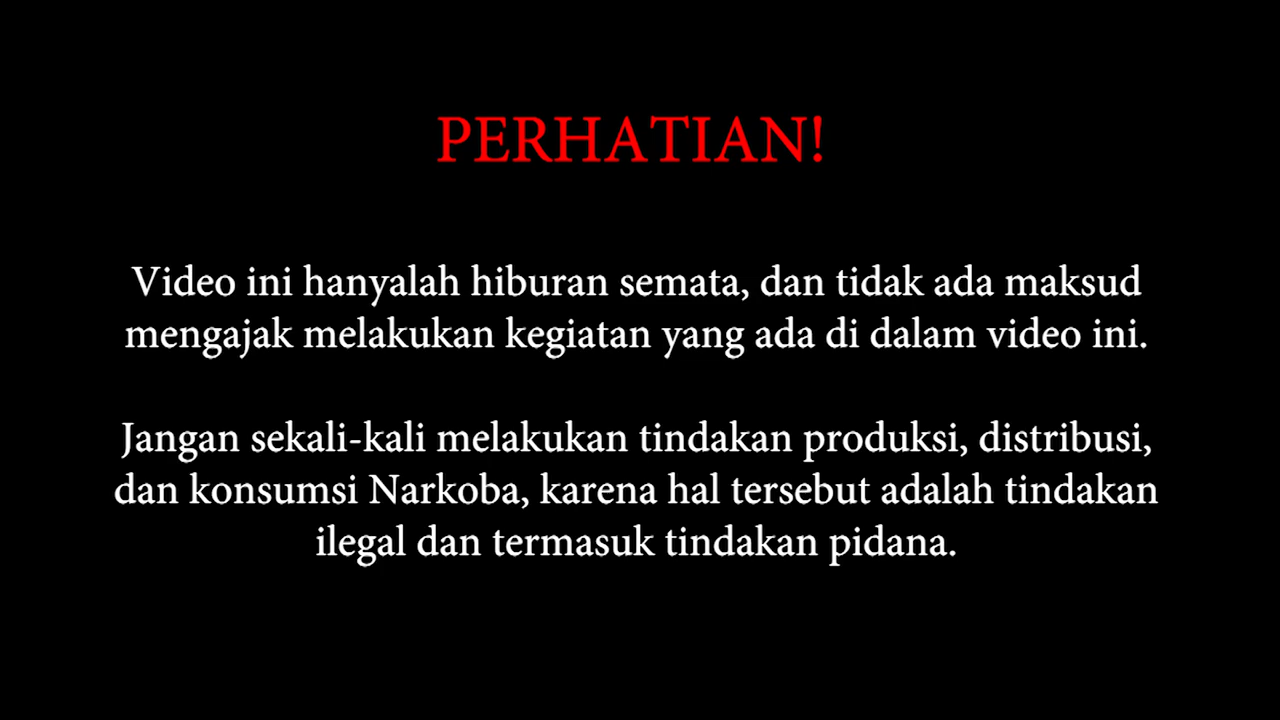 PERHATIAN!
Video ini hanyalah hiburan semata, dan tidak ada maksud
mengajak melakukan kegiatan yang ada di dalam video ini.
Jangan sekali-kali melakukan tindakan produksi, distribusi,
dan konsumsi Narkoba, karena hal tersebut adalah tindakan
ilegal dan termasuk tindakan pidana.